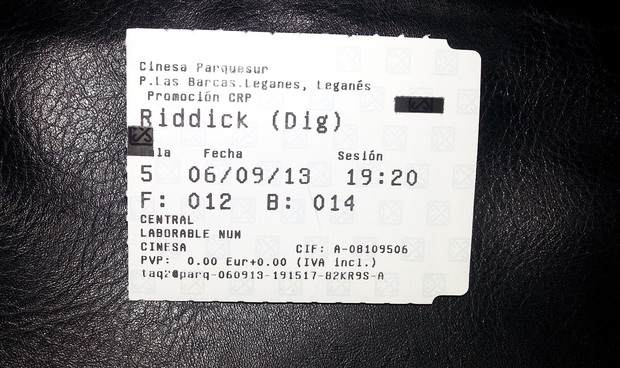 Cinesa Parquesur
P.Las Barcas.Leganes, Leganés
Promoción CRP
Riddick (Dig)
la Fecha Sesión
5 06/09/13 19:20
F: 012 B: 014
CENTRAL
LABORABLE NUM
CINESA CIF: A-08109506
PVP: 0.00 Eur+0.00 (IVA incl.)
taq2@parq-060913-191517-82KR9S-A